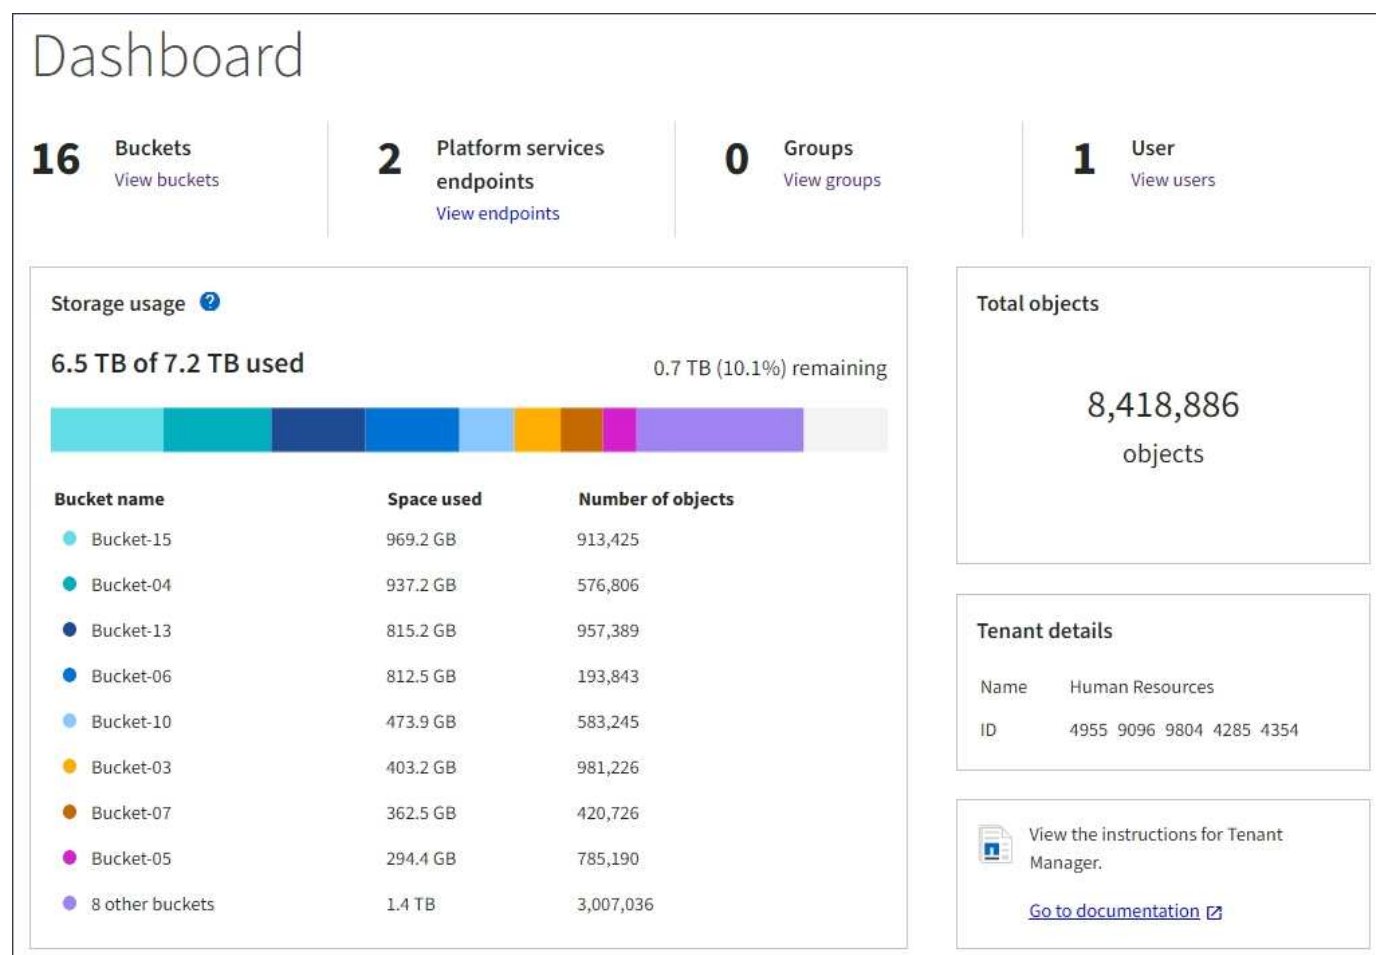 Dashboard
16 Buckets
View buckets
2 Platform services
endpoints
View endpoints
0 Groups
View groups
1 User
View users
Storage usage ?
6.5 TB of 7.2 TB used
0.7 TB (10.1%) remaining
Bucket name Space used Number of objects
Bucket-15 969.2 GB 913,425
Bucket-04 937.2 GB 576,806
Bucket-13 815.2 GB 957,389
Bucket-06 812.5 GB 193,843
Bucket-10 473.9 GB 583,245
Bucket-03 403.2 GB 981,226
Bucket-07 362.5 GB 420,726
Bucket-05 294.4 GB 785,190
8 other buckets 1.4 TB 3,007,036
Total objects
8,418,886
objects
Tenant details
Name Human Resources
ID 4955 9096 9804 4285 4354
View the instructions for Tenant
Manager.
Go to documentation